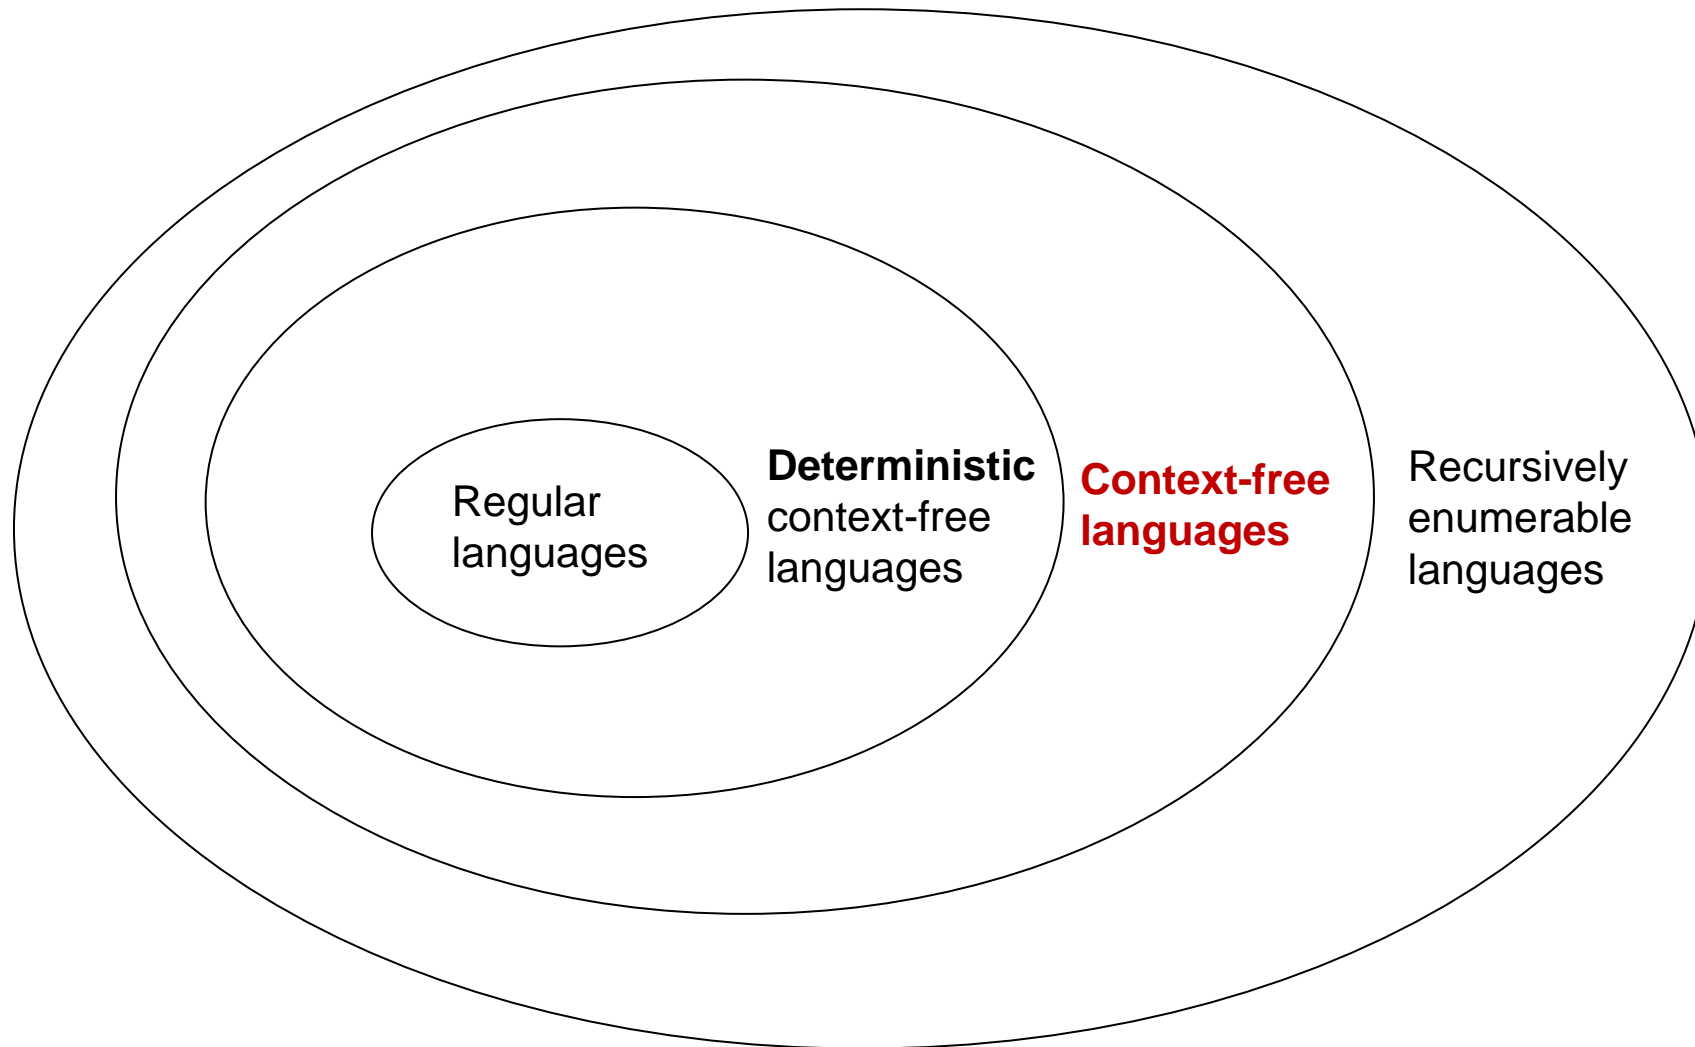 Regular
languages
Deterministic
context-free
languages
Context-free
languages
Recursively
enumerable
languages